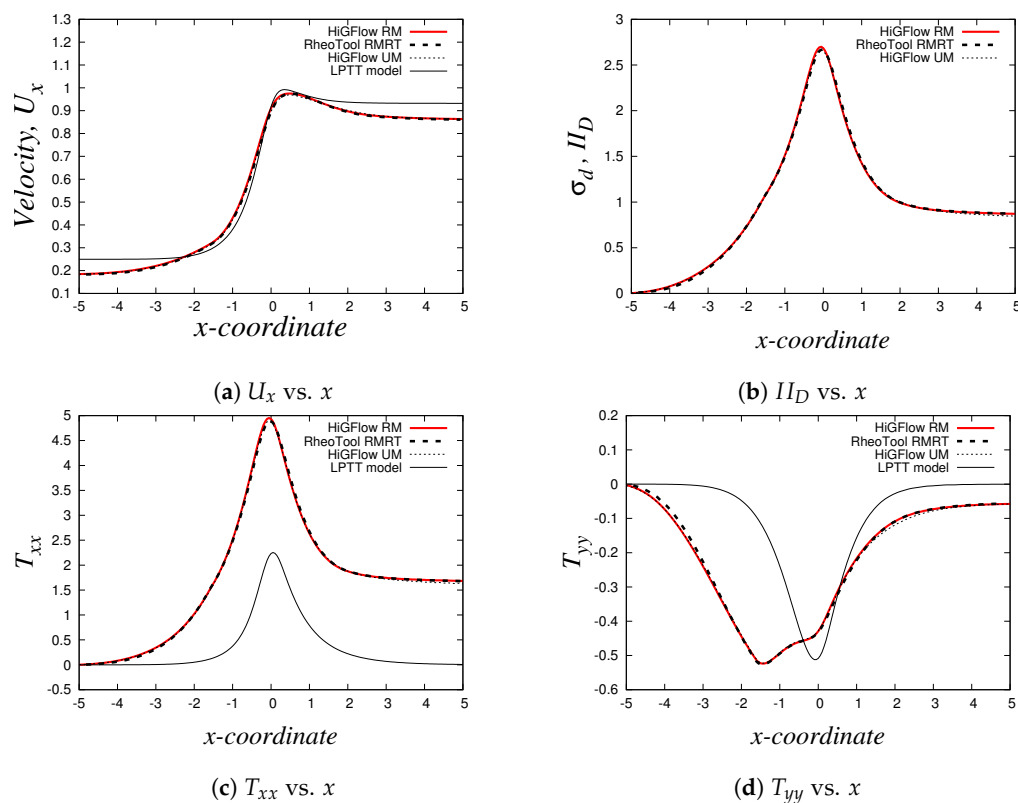 1.3
1.2
1.1
1
0.9
0.8
0.7
0.6
0.5
0.4
0.3
0.2
0.1
Velocity, U_x
HiGFlow RM
RheoTool RMRT
HiGFlow UM
LPTT model
-5 -4 -3 -2 -1 0 1 2 3 4 5
x-coordinate
(a) U_x vs. x
3
2.5
2
1.5
1
0.5
0
σ_d, II_D
HiGFlow RM
RheoTool RMRT
HiGFlow UM
-5 -4 -3 -2 -1 0 1 2 3 4 5
x-coordinate
(b) II_D vs. x
5
4.5
4
3.5
3
2.5
2
1.5
1
0.5
0
-0.5
T_xx
HiGFlow RM
RheoTool RMRT
HiGFlow UM
LPTT model
-5 -4 -3 -2 -1 0 1 2 3 4 5
x-coordinate
(c) T_xx vs. x
0.2
0.1
0
-0.1
-0.2
-0.3
-0.4
-0.5
-0.6
T_yy
HiGFlow RM
RheoTool RMRT
HiGFlow UM
LPTT model
-5 -4 -3 -2 -1 0 1 2 3 4 5
x-coordinate
(d) T_yy vs. x